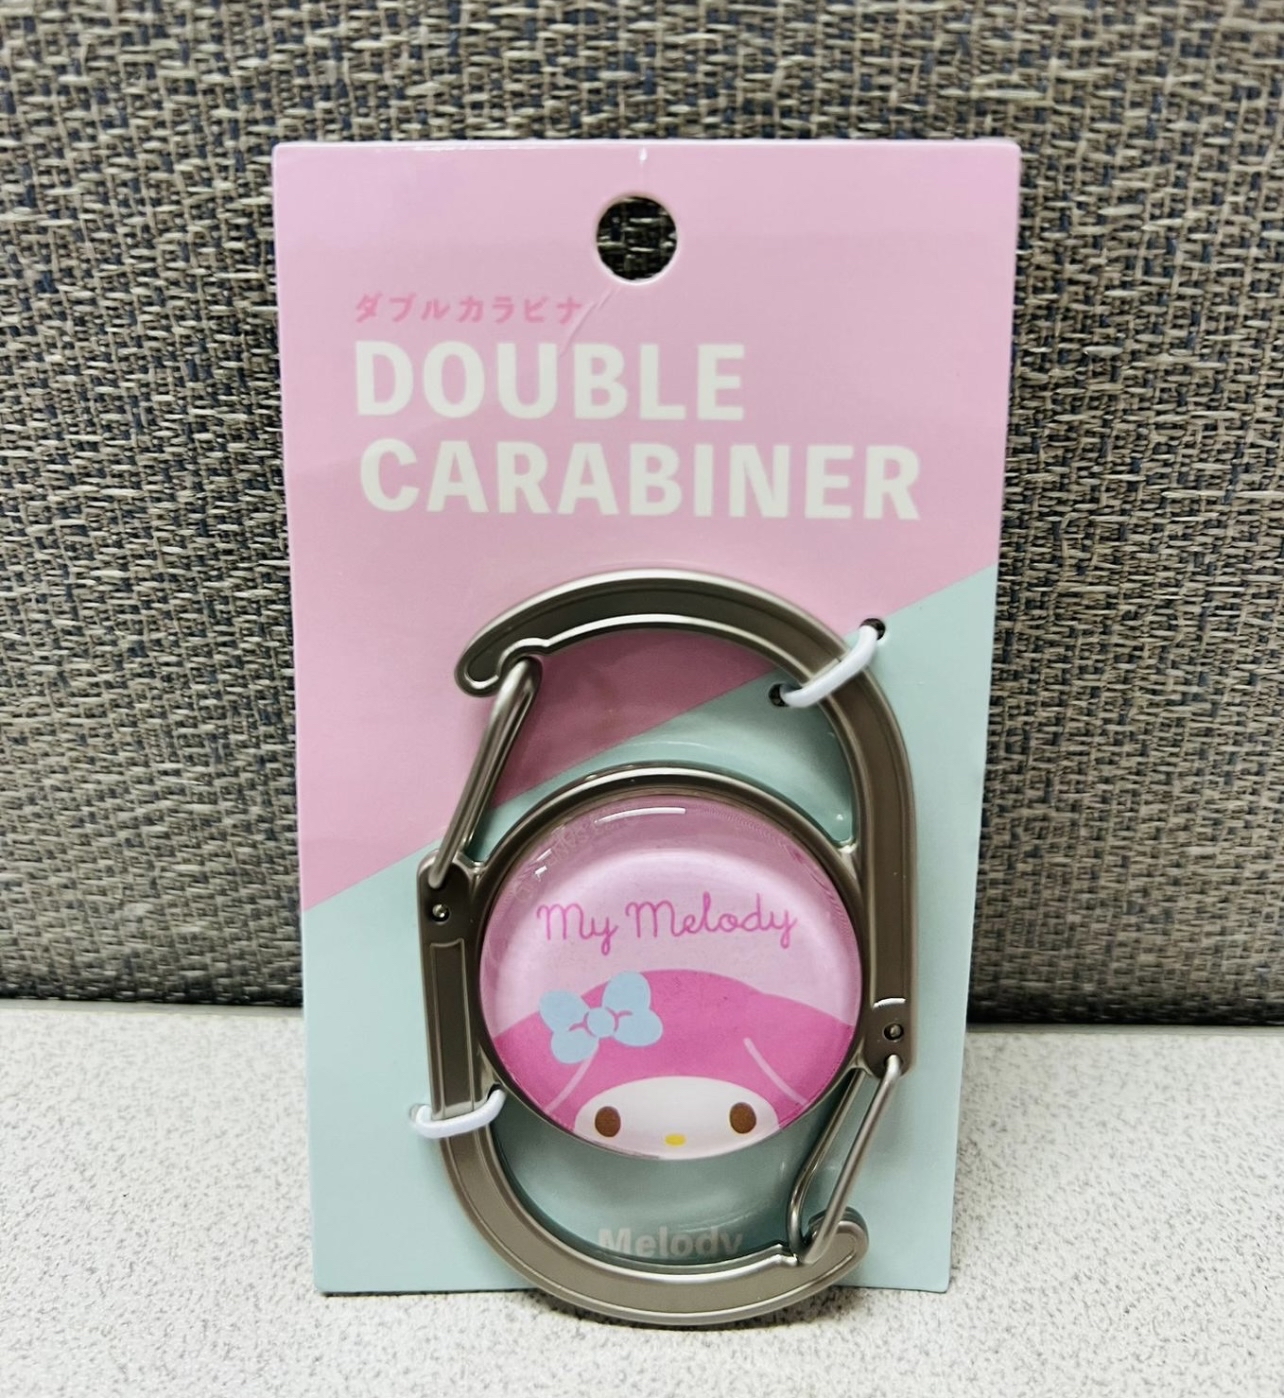 ダブルカラビナ
DOUBLE
CARABINER
My Melody
Melody